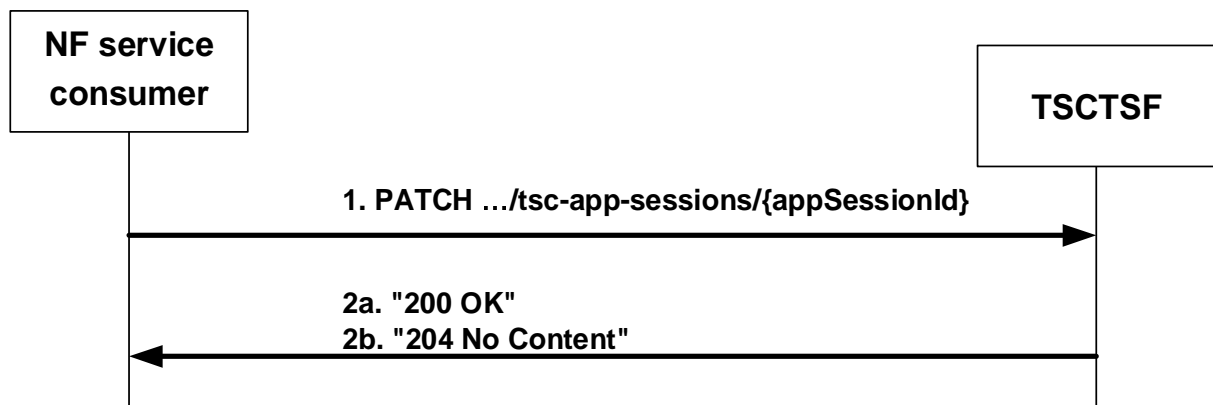 NF service
consumer
TSCTSF
1. PATCH …/tsc-app-sessions/{appSessionId}
2a. "200 OK"
2b. "204 No Content"